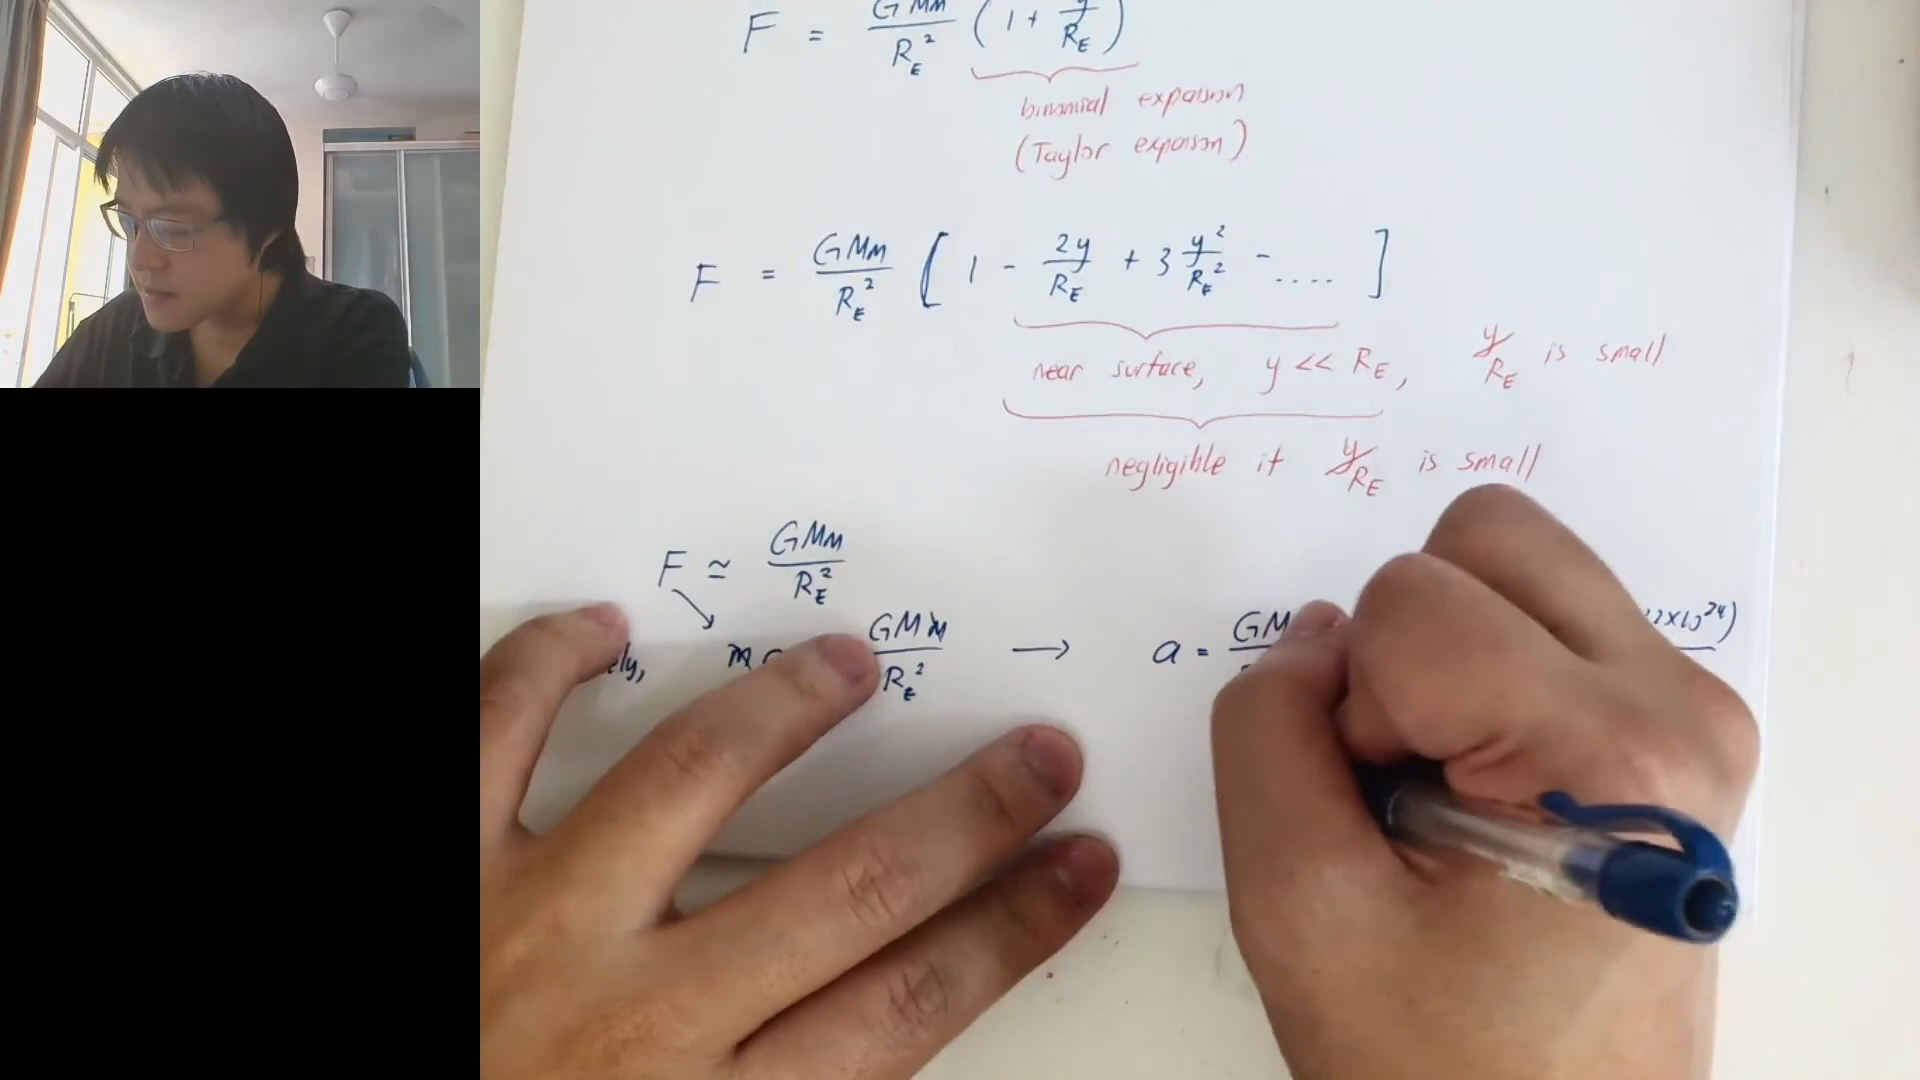 F = GMm / R_E² (1 + y/R_E)
binomial expansion
(Taylor expansion)
F = GMm / R_E² [ 1 - 2y/R_E + 3 y²/R_E² - .... ]
near surface, y << R_E, y/R_E is small
negligible if y/R_E is small
F ≃ GMm / R_E²
ely, m GMm / R_E² → a = GM ×10²⁴)